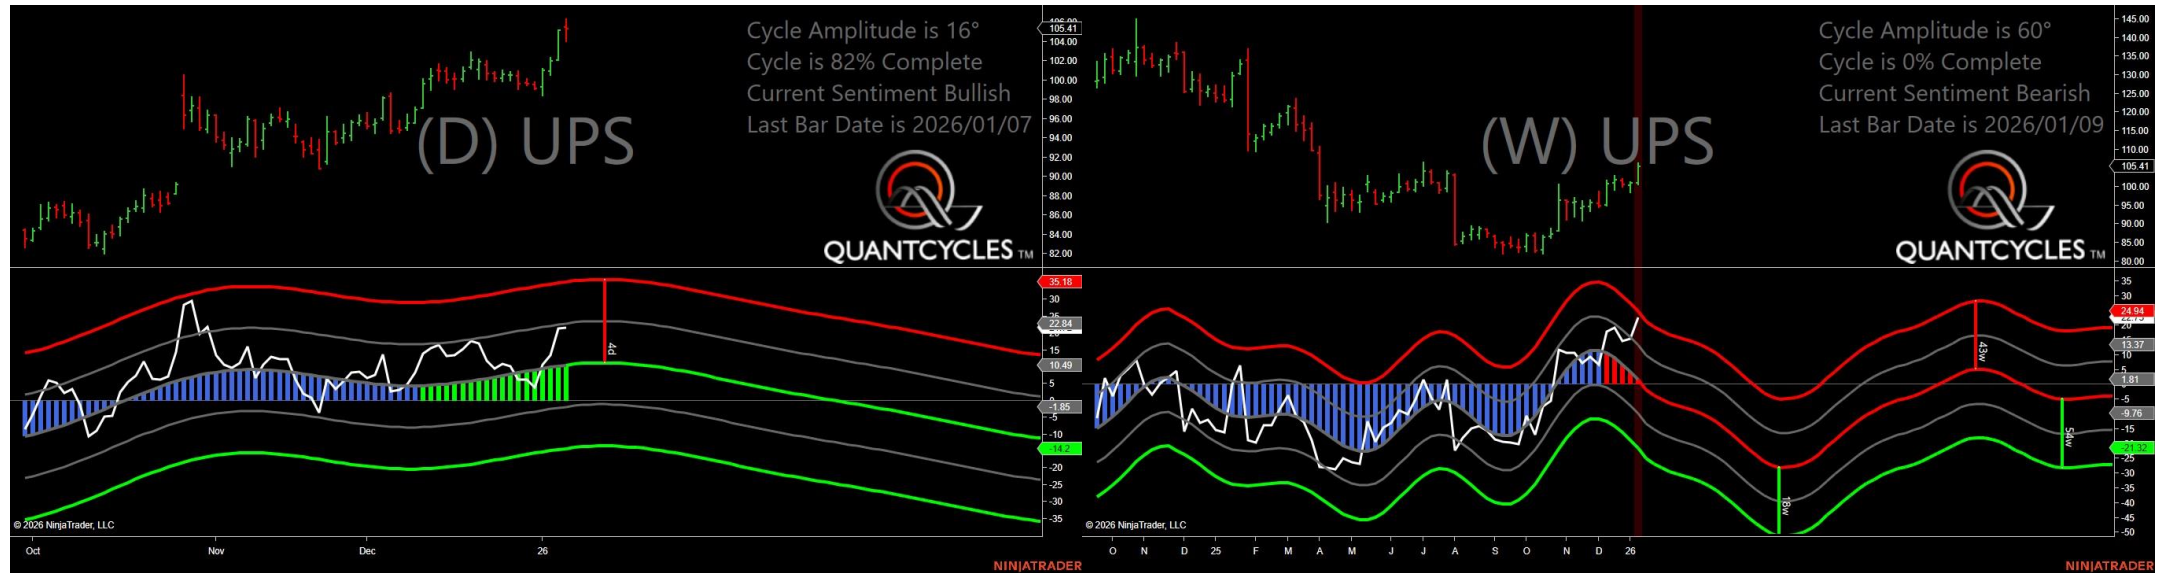 Cycle Amplitude is 16°
Cycle is 82% Complete
Current Sentiment Bullish
Last Bar Date is 2026/01/07
(D) UPS
QUANTCYCLES TM
105.41
104.00
102.00
100.00
98.00
96.00
94.00
92.00
90.00
88.00
86.00
84.00
82.00
35.18
30
25
22.84
15
10.49
5
0
-1.85
-5
-10
-14.2
-20
-25
-30
-35
4d
© 2026 NinjaTrader, LLC
Oct
Nov
Dec
26
NINJATRADER
Cycle Amplitude is 60°
Cycle is 0% Complete
Current Sentiment Bearish
Last Bar Date is 2026/01/09
(W) UPS
QUANTCYCLES TM
145.00
140.00
135.00
130.00
125.00
120.00
115.00
110.00
105.41
100.00
95.00
90.00
85.00
80.00
35
30
24.94
20
13.37
10
5
1.81
-5
-9.76
-15
-21.32
-25
-30
-35
-40
-45
-50
18w
43w
54w
© 2026 NinjaTrader, LLC
O N D 25 F M A M J J A S O N D 26
NINJATRADER